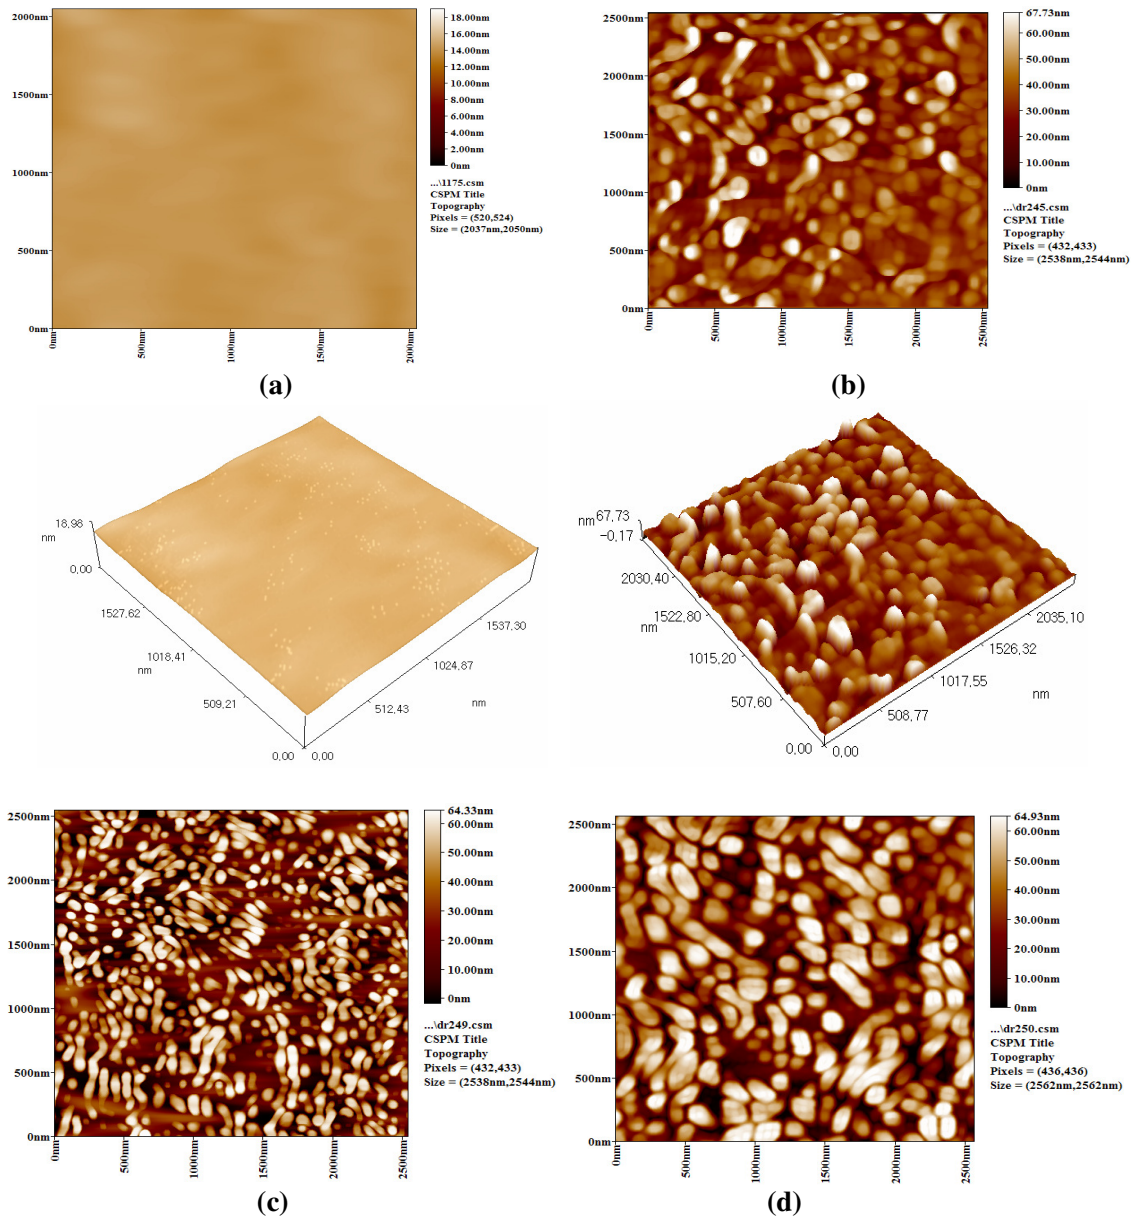 2000nm
1500nm
1000nm
500nm
0nm
0nm
500nm
1000nm
1500nm
2000nm
18.00nm
16.00nm
14.00nm
12.00nm
10.00nm
8.00nm
6.00nm
4.00nm
2.00nm
0nm
...\1175.csm
CSPM Title
Topography
Pixels = (520,524)
Size = (2037nm,2050nm)
(a)
2500nm
2000nm
1500nm
1000nm
500nm
0nm
0nm
500nm
1000nm
1500nm
2000nm
2500nm
67.73nm
60.00nm
50.00nm
40.00nm
30.00nm
20.00nm
10.00nm
0nm
...\dr245.csm
CSPM Title
Topography
Pixels = (432,433)
Size = (2538nm,2544nm)
(b)
18,98
nm
0,00
1527,62
1018,41
nm
509,21
0,00
0,00
512,43
nm
1024,87
1537,30
nm
67,73
-0,17
2030,40
1522,80
nm
1015,20
507,60
0,00
0,00
508,77
1017,55
nm
1526,32
2035,10
2500nm
2000nm
1500nm
1000nm
500nm
0nm
0nm
500nm
1000nm
1500nm
2000nm
2500nm
64.33nm
60.00nm
50.00nm
40.00nm
30.00nm
20.00nm
10.00nm
0nm
...\dr249.csm
CSPM Title
Topography
Pixels = (432,433)
Size = (2538nm,2544nm)
(c)
2500nm
2000nm
1500nm
1000nm
500nm
0nm
0nm
500nm
1000nm
1500nm
2000nm
2500nm
64.93nm
60.00nm
50.00nm
40.00nm
30.00nm
20.00nm
10.00nm
0nm
...\dr250.csm
CSPM Title
Topography
Pixels = (436,436)
Size = (2562nm,2562nm)
(d)